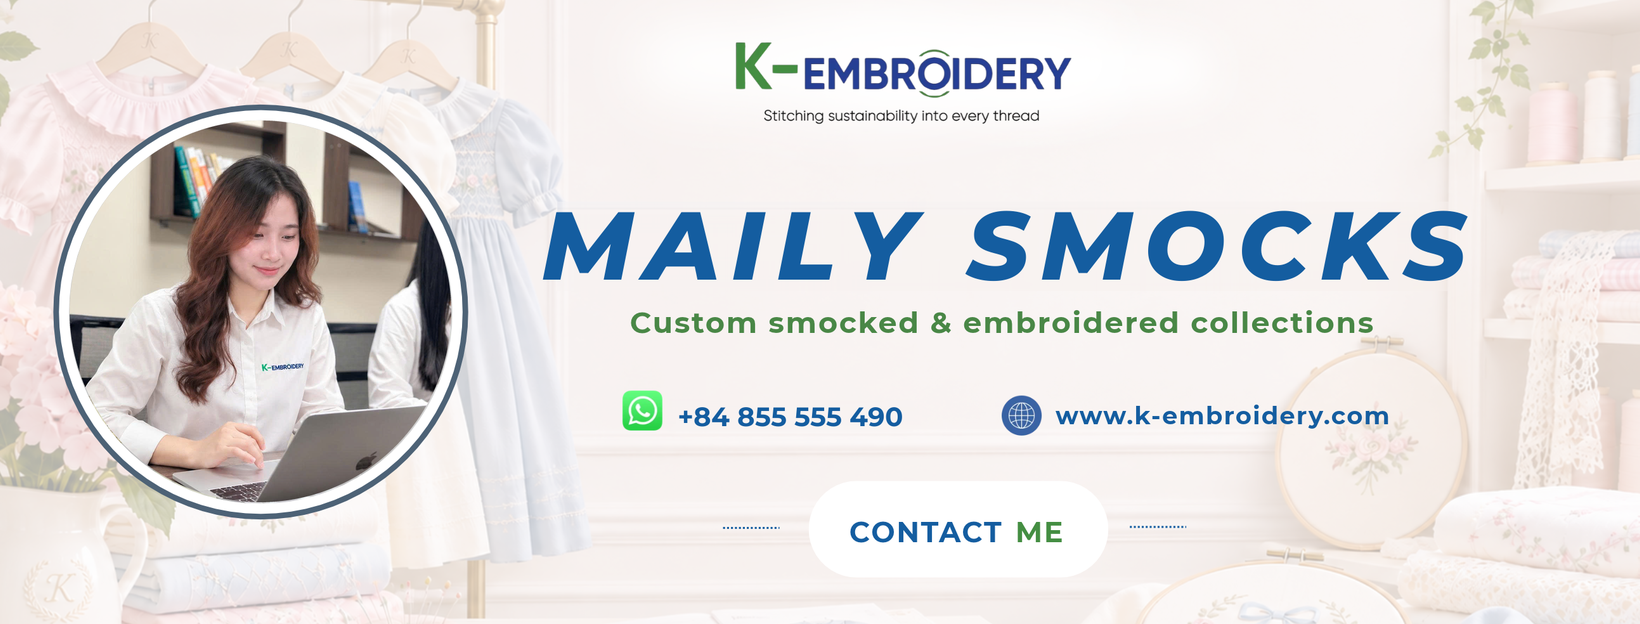 K-EMBROIDERY
Stitching sustainability into every thread
MAILY SMOCKS
Custom smocked & embroidered collections
+84 855 555 490
www.k-embroidery.com
CONTACT ME
K-EMBROIDERY
K
K
K
K